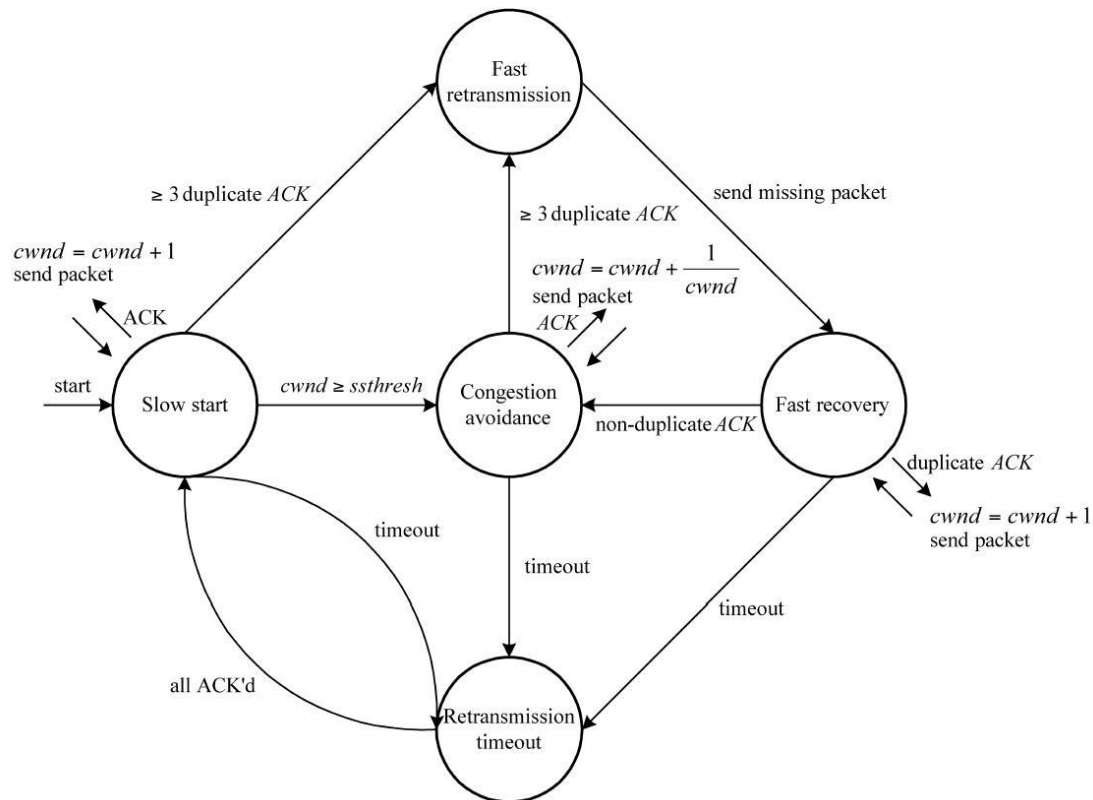 Fast
retransmission
≥ 3 duplicate ACK
send missing packet
≥ 3 duplicate ACK
cwnd = cwnd + 1
send packet
ACK
cwnd = cwnd + 1/cwnd
send packet
ACK
start
Slow start
cwnd ≥ ssthresh
Congestion
avoidance
non-duplicate ACK
Fast recovery
duplicate ACK
cwnd = cwnd + 1
send packet
timeout
timeout
timeout
all ACK'd
Retransmission
timeout